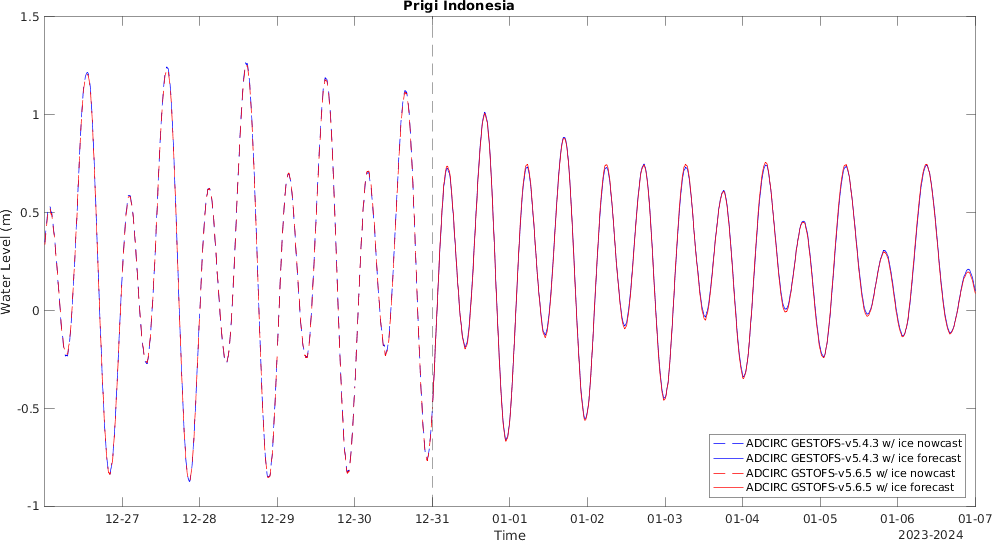 Prigi Indonesia
1.5
1
0.5
0
-0.5
-1
Water Level (m)
ADCIRC GESTOFS-v5.4.3 w/ ice nowcast
ADCIRC GESTOFS-v5.4.3 w/ ice forecast
ADCIRC GSTOFS-v5.6.5 w/ ice nowcast
ADCIRC GSTOFS-v5.6.5 w/ ice forecast
12-27 12-28 12-29 12-30 12-31 01-01 01-02 01-03 01-04 01-05 01-06 01-07
Time
2023-2024